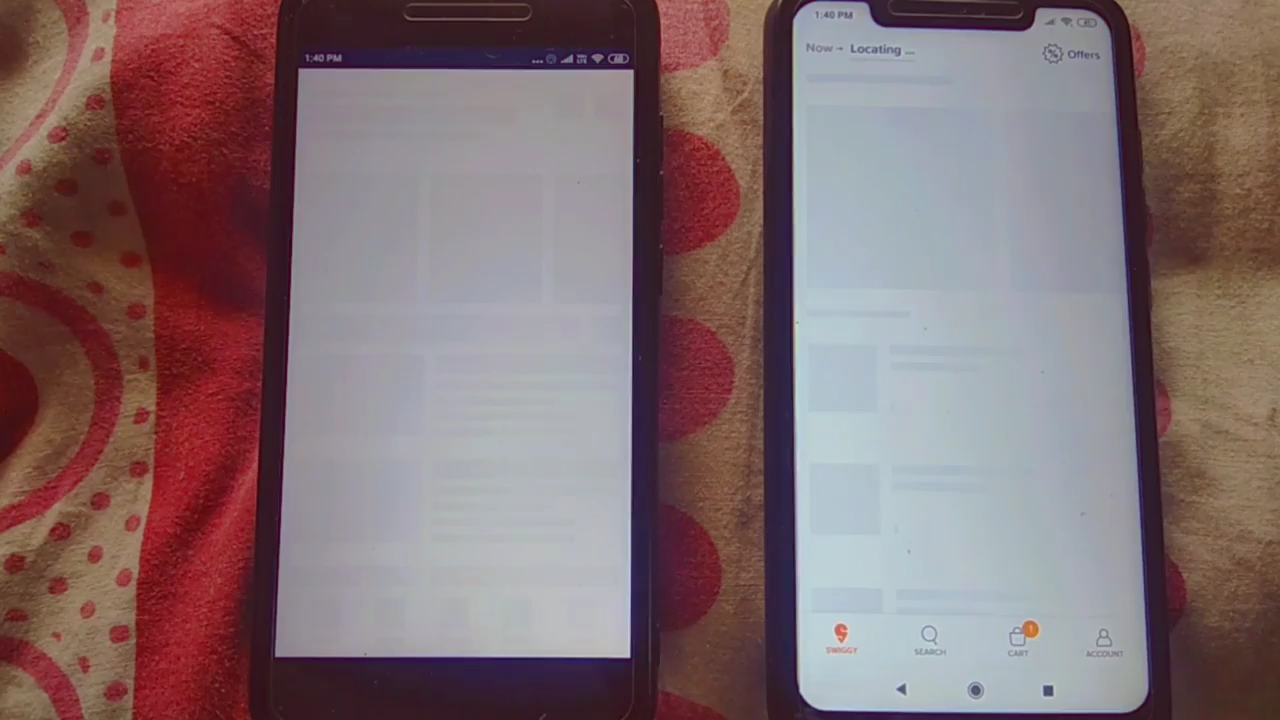 1:40 PM
1:40 PM
Now → Locating ...
Offers
1
SWIGGY
SEARCH
CART
ACCOUNT